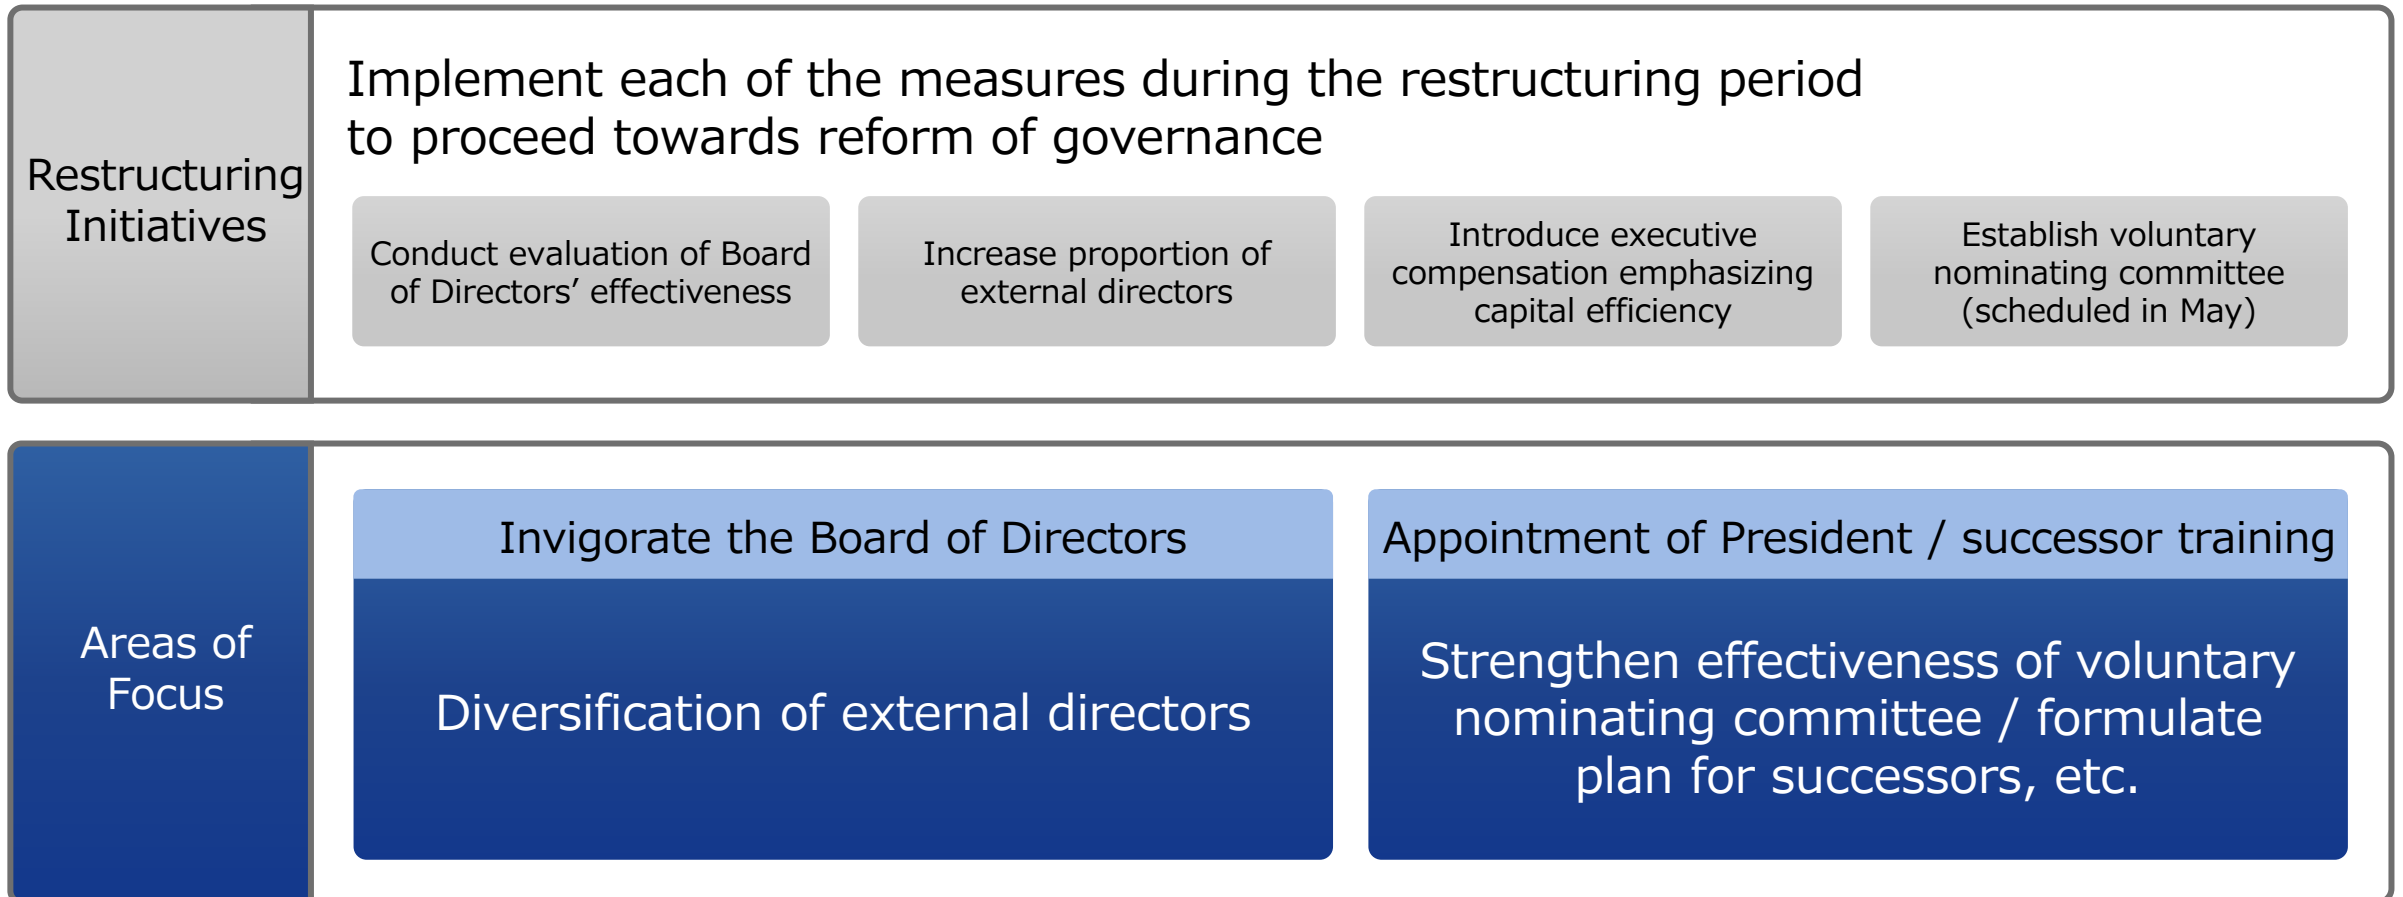 Restructuring
Initiatives
Implement each of the measures during the restructuring period
to proceed towards reform of governance
Conduct evaluation of Board
of Directors’ effectiveness
Increase proportion of
external directors
Introduce executive
compensation emphasizing
capital efficiency
Establish voluntary
nominating committee
(scheduled in May)
Areas of
Focus
Invigorate the Board of Directors
Diversification of external directors
Appointment of President / successor training
Strengthen effectiveness of voluntary
nominating committee / formulate
plan for successors, etc.